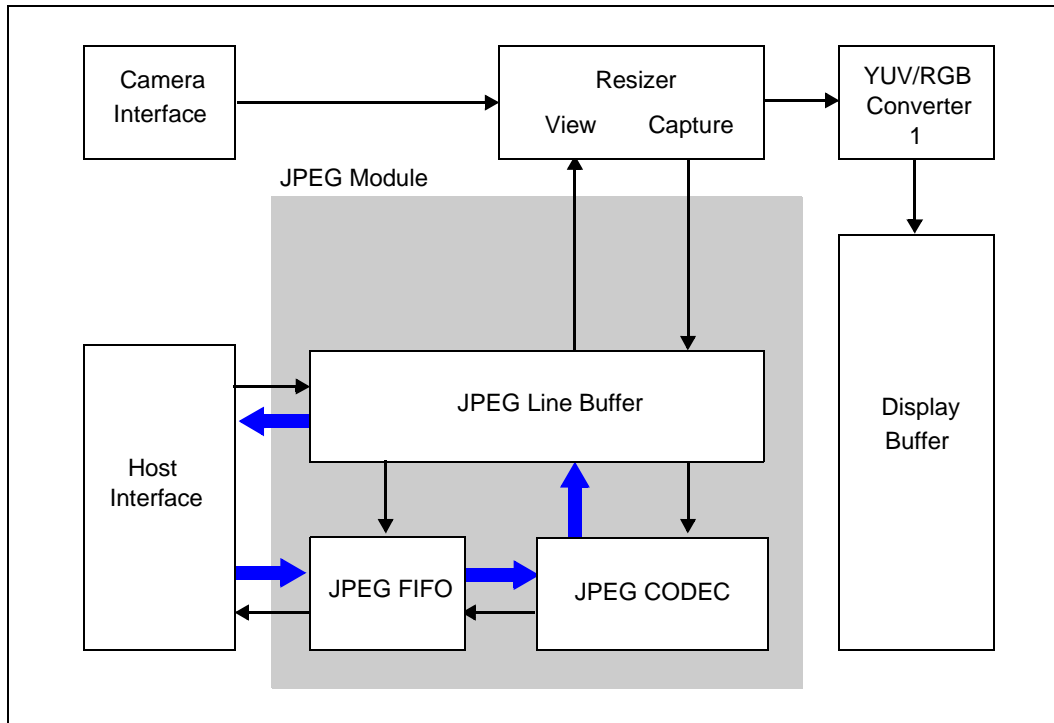 Camera
Interface
Resizer
View Capture
YUV/RGB
Converter
1
JPEG Module
Host
Interface
JPEG Line Buffer
JPEG FIFO
JPEG CODEC
Display
Buffer